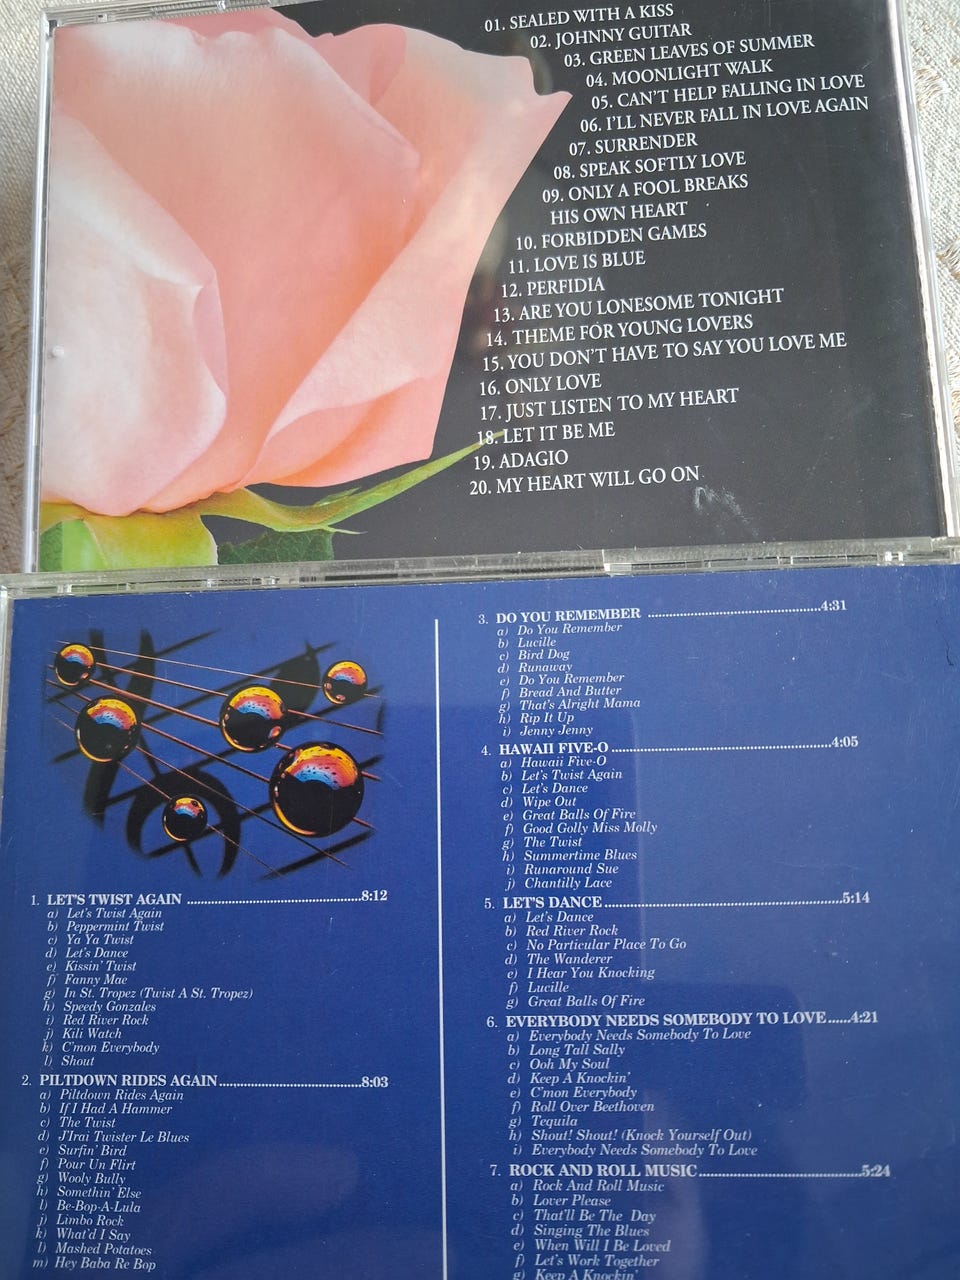 01. SEALED WITH A KISS
02. JOHNNY GUITAR
03. GREEN LEAVES OF SUMMER
04. MOONLIGHT WALK
05. CAN'T HELP FALLING IN LOVE
06. I'LL NEVER FALL IN LOVE AGAIN
07. SURRENDER
08. SPEAK SOFTLY LOVE
09. ONLY A FOOL BREAKS
HIS OWN HEART
10. FORBIDDEN GAMES
11. LOVE IS BLUE
12. PERFIDIA
13. ARE YOU LONESOME TONIGHT
14. THEME FOR YOUNG LOVERS
15. YOU DON'T HAVE TO SAY YOU LOVE ME
16. ONLY LOVE
17. JUST LISTEN TO MY HEART
18. LET IT BE ME
19. ADAGIO
20. MY HEART WILL GO ON
1. LET'S TWIST AGAIN ..........8:12
a) Let's Twist Again
b) Peppermint Twist
c) Ya Ya Twist
d) Let's Dance
e) Kissin' Twist
f) Fanny Mae
g) In St. Tropez (Twist A St. Tropez)
h) Speedy Gonzales
i) Red River Rock
j) Kili Watch
k) C'mon Everybody
l) Shout
2. PILTDOWN RIDES AGAIN..........8:03
a) Piltdown Rides Again
b) If I Had A Hammer
c) The Twist
d) J'Irai Twister Le Blues
e) Surfin' Bird
f) Pour Un Flirt
g) Wooly Bully
h) Somethin' Else
l) Be-Bop-A-Lula
j) Limbo Rock
k) What'd I Say
l) Mashed Potatoes
m) Hey Baba Re Bop
3. DO YOU REMEMBER ..........4:31
a) Do You Remember
b) Lucille
c) Bird Dog
d) Runaway
e) Do You Remember
f) Bread And Butter
g) That's Alright Mama
h) Rip It Up
i) Jenny Jenny
4. HAWAII FIVE-O..........4:05
a) Hawaii Five-O
b) Let's Twist Again
c) Let's Dance
d) Wipe Out
e) Great Balls Of Fire
f) Good Golly Miss Molly
g) The Twist
h) Summertime Blues
i) Runaround Sue
j) Chantilly Lace
5. LET'S DANCE..........5:14
a) Let's Dance
b) Red River Rock
c) No Particular Place To Go
d) The Wanderer
e) I Hear You Knocking
f) Lucille
g) Great Balls Of Fire
6. EVERYBODY NEEDS SOMEBODY TO LOVE......4:21
a) Everybody Needs Somebody To Love
b) Long Tall Sally
c) Ooh My Soul
d) Keep A Knockin'
e) C'mon Everybody
f) Roll Over Beethoven
g) Tequila
h) Shout! Shout! (Knock Yourself Out)
i) Everybody Needs Somebody To Love
7. ROCK AND ROLL MUSIC..........5:24
a) Rock And Roll Music
b) Lover Please
c) That'll Be The Day
d) Singing The Blues
e) When Will I Be Loved
f) Let's Work Together
g) Keep A Knockin'